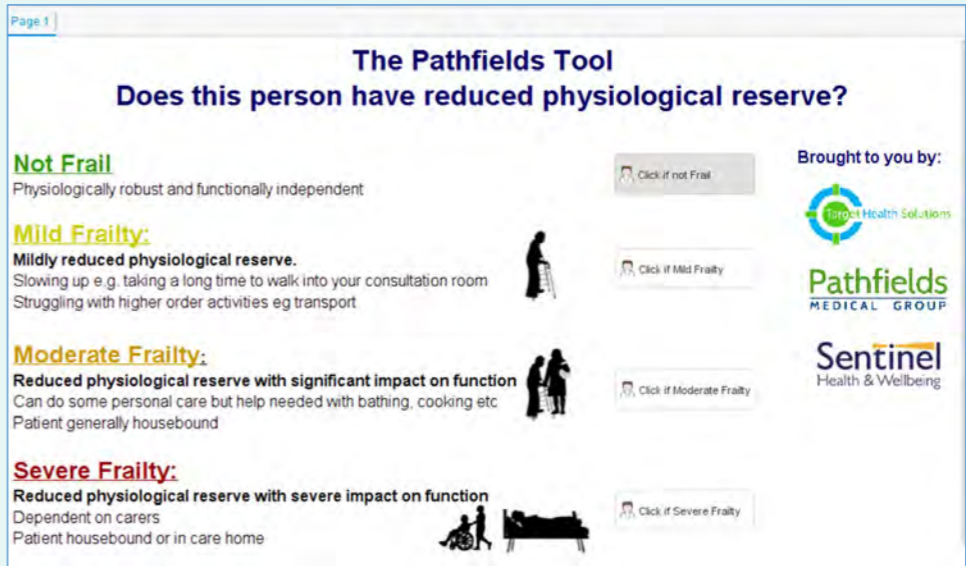 Page 1
The Pathfields Tool
Does this person have reduced physiological reserve?
Not Frail
Physiologically robust and functionally independent
Click if not Frail
Mild Frailty:
Mildly reduced physiological reserve.
Slowing up e.g. taking a long time to walk into your consultation room
Struggling with higher order activities eg transport
Click if Mild Frailty
Moderate Frailty:
Reduced physiological reserve with significant impact on function
Can do some personal care but help needed with bathing, cooking etc
Patient generally housebound
Click if Moderate Frailty
Severe Frailty:
Reduced physiological reserve with severe impact on function
Dependent on carers
Patient housebound or in care home
Click if Severe Frailty
Brought to you by:
Target Health Solutions
Pathfields
MEDICAL GROUP
Sentinel
Health & Wellbeing